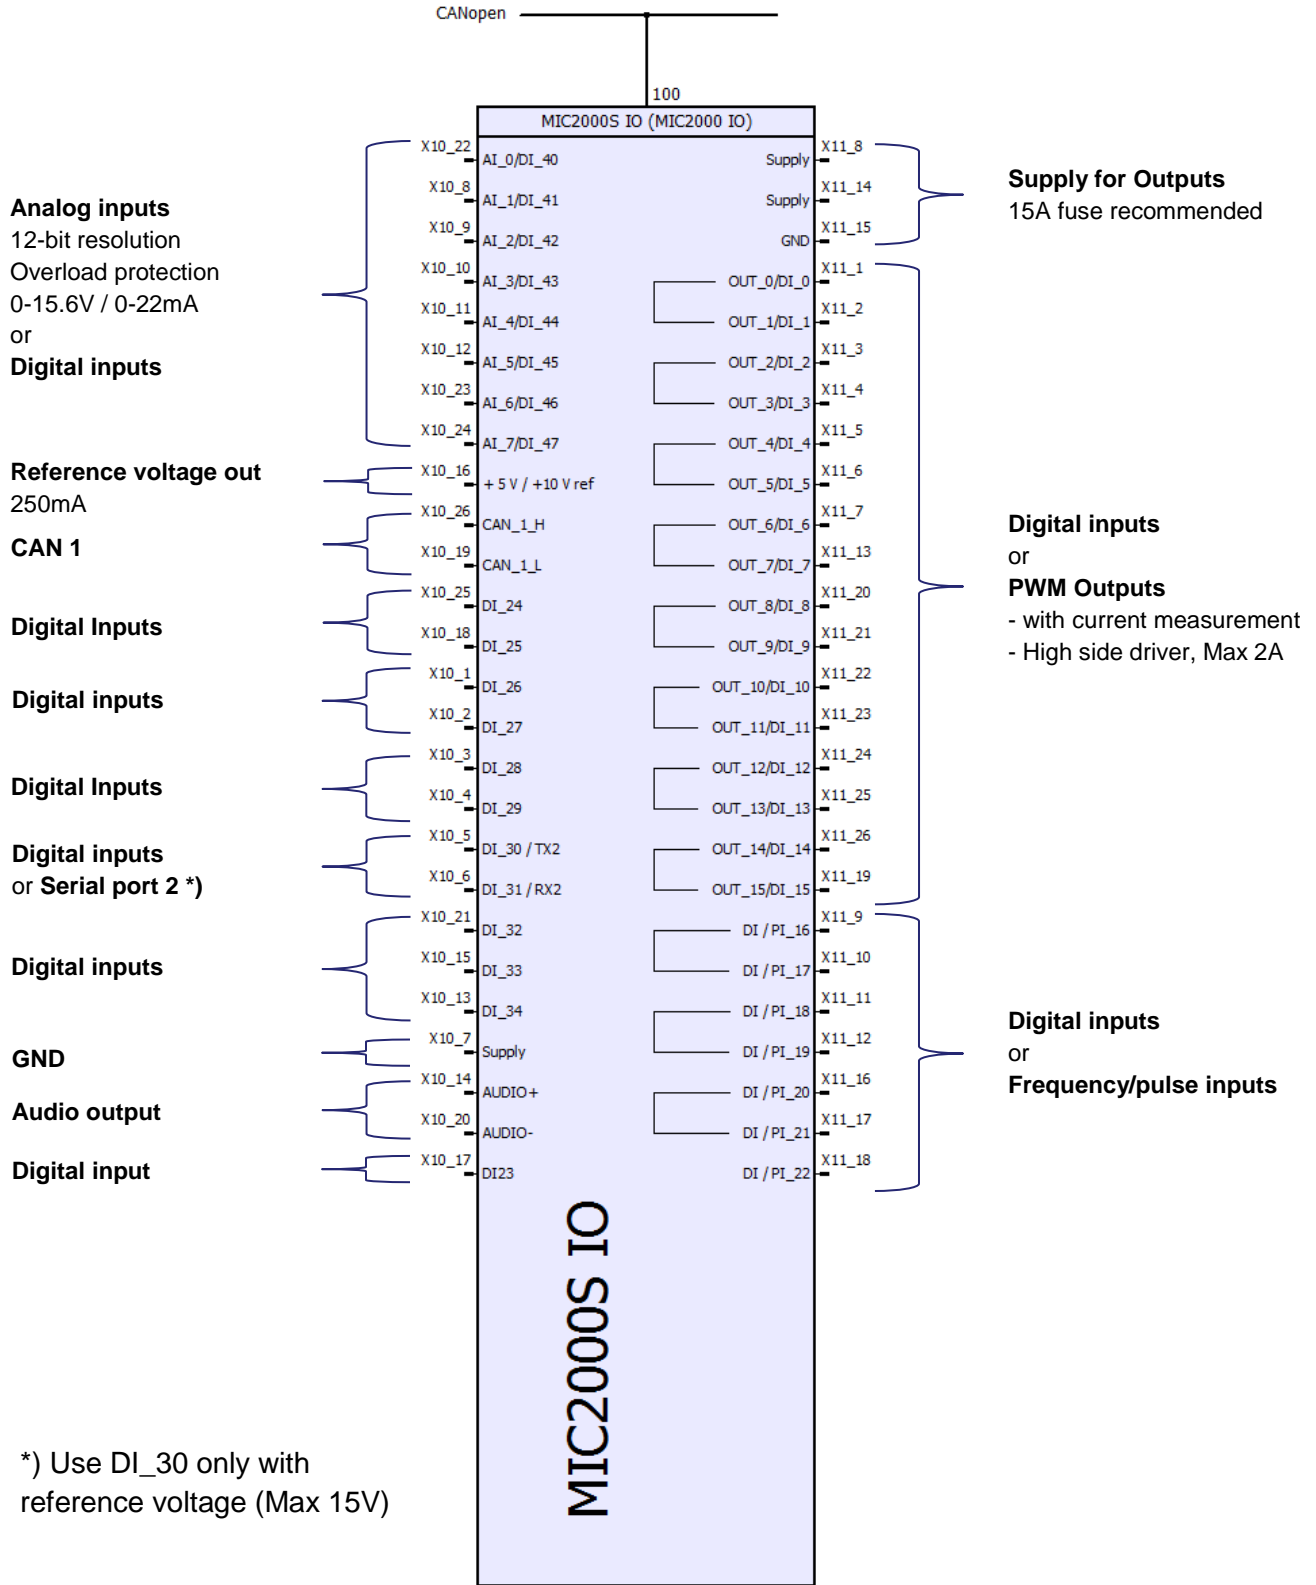 CANopen
100
MIC2000S IO (MIC2000 IO)
Analog inputs
12-bit resolution
Overload protection
0-15.6V / 0-22mA
or
Digital inputs
Reference voltage out
250mA
CAN 1
Digital Inputs
Digital inputs
Digital Inputs
Digital inputs
or Serial port 2 *)
Digital inputs
GND
Audio output
Digital input
X10_22 AI_0/DI_40
X10_8 AI_1/DI_41
X10_9 AI_2/DI_42
X10_10 AI_3/DI_43
X10_11 AI_4/DI_44
X10_12 AI_5/DI_45
X10_23 AI_6/DI_46
X10_24 AI_7/DI_47
X10_16 + 5 V / +10 V ref
X10_26 CAN_1_H
X10_19 CAN_1_L
X10_25 DI_24
X10_18 DI_25
X10_1 DI_26
X10_2 DI_27
X10_3 DI_28
X10_4 DI_29
X10_5 DI_30 / TX2
X10_6 DI_31 / RX2
X10_21 DI_32
X10_15 DI_33
X10_13 DI_34
X10_7 Supply
X10_14 AUDIO+
X10_20 AUDIO-
X10_17 DI23
Supply X11_8
Supply X11_14
GND X11_15
OUT_0/DI_0 X11_1
OUT_1/DI_1 X11_2
OUT_2/DI_2 X11_3
OUT_3/DI_3 X11_4
OUT_4/DI_4 X11_5
OUT_5/DI_5 X11_6
OUT_6/DI_6 X11_7
OUT_7/DI_7 X11_13
OUT_8/DI_8 X11_20
OUT_9/DI_9 X11_21
OUT_10/DI_10 X11_22
OUT_11/DI_11 X11_23
OUT_12/DI_12 X11_24
OUT_13/DI_13 X11_25
OUT_14/DI_14 X11_26
OUT_15/DI_15 X11_19
DI / PI_16 X11_9
DI / PI_17 X11_10
DI / PI_18 X11_11
DI / PI_19 X11_12
DI / PI_20 X11_16
DI / PI_21 X11_17
DI / PI_22 X11_18
Supply for Outputs
15A fuse recommended
Digital inputs
or
PWM Outputs
- with current measurement
- High side driver, Max 2A
Digital inputs
or
Frequency/pulse inputs
MIC2000S IO
*) Use DI_30 only with
reference voltage (Max 15V)